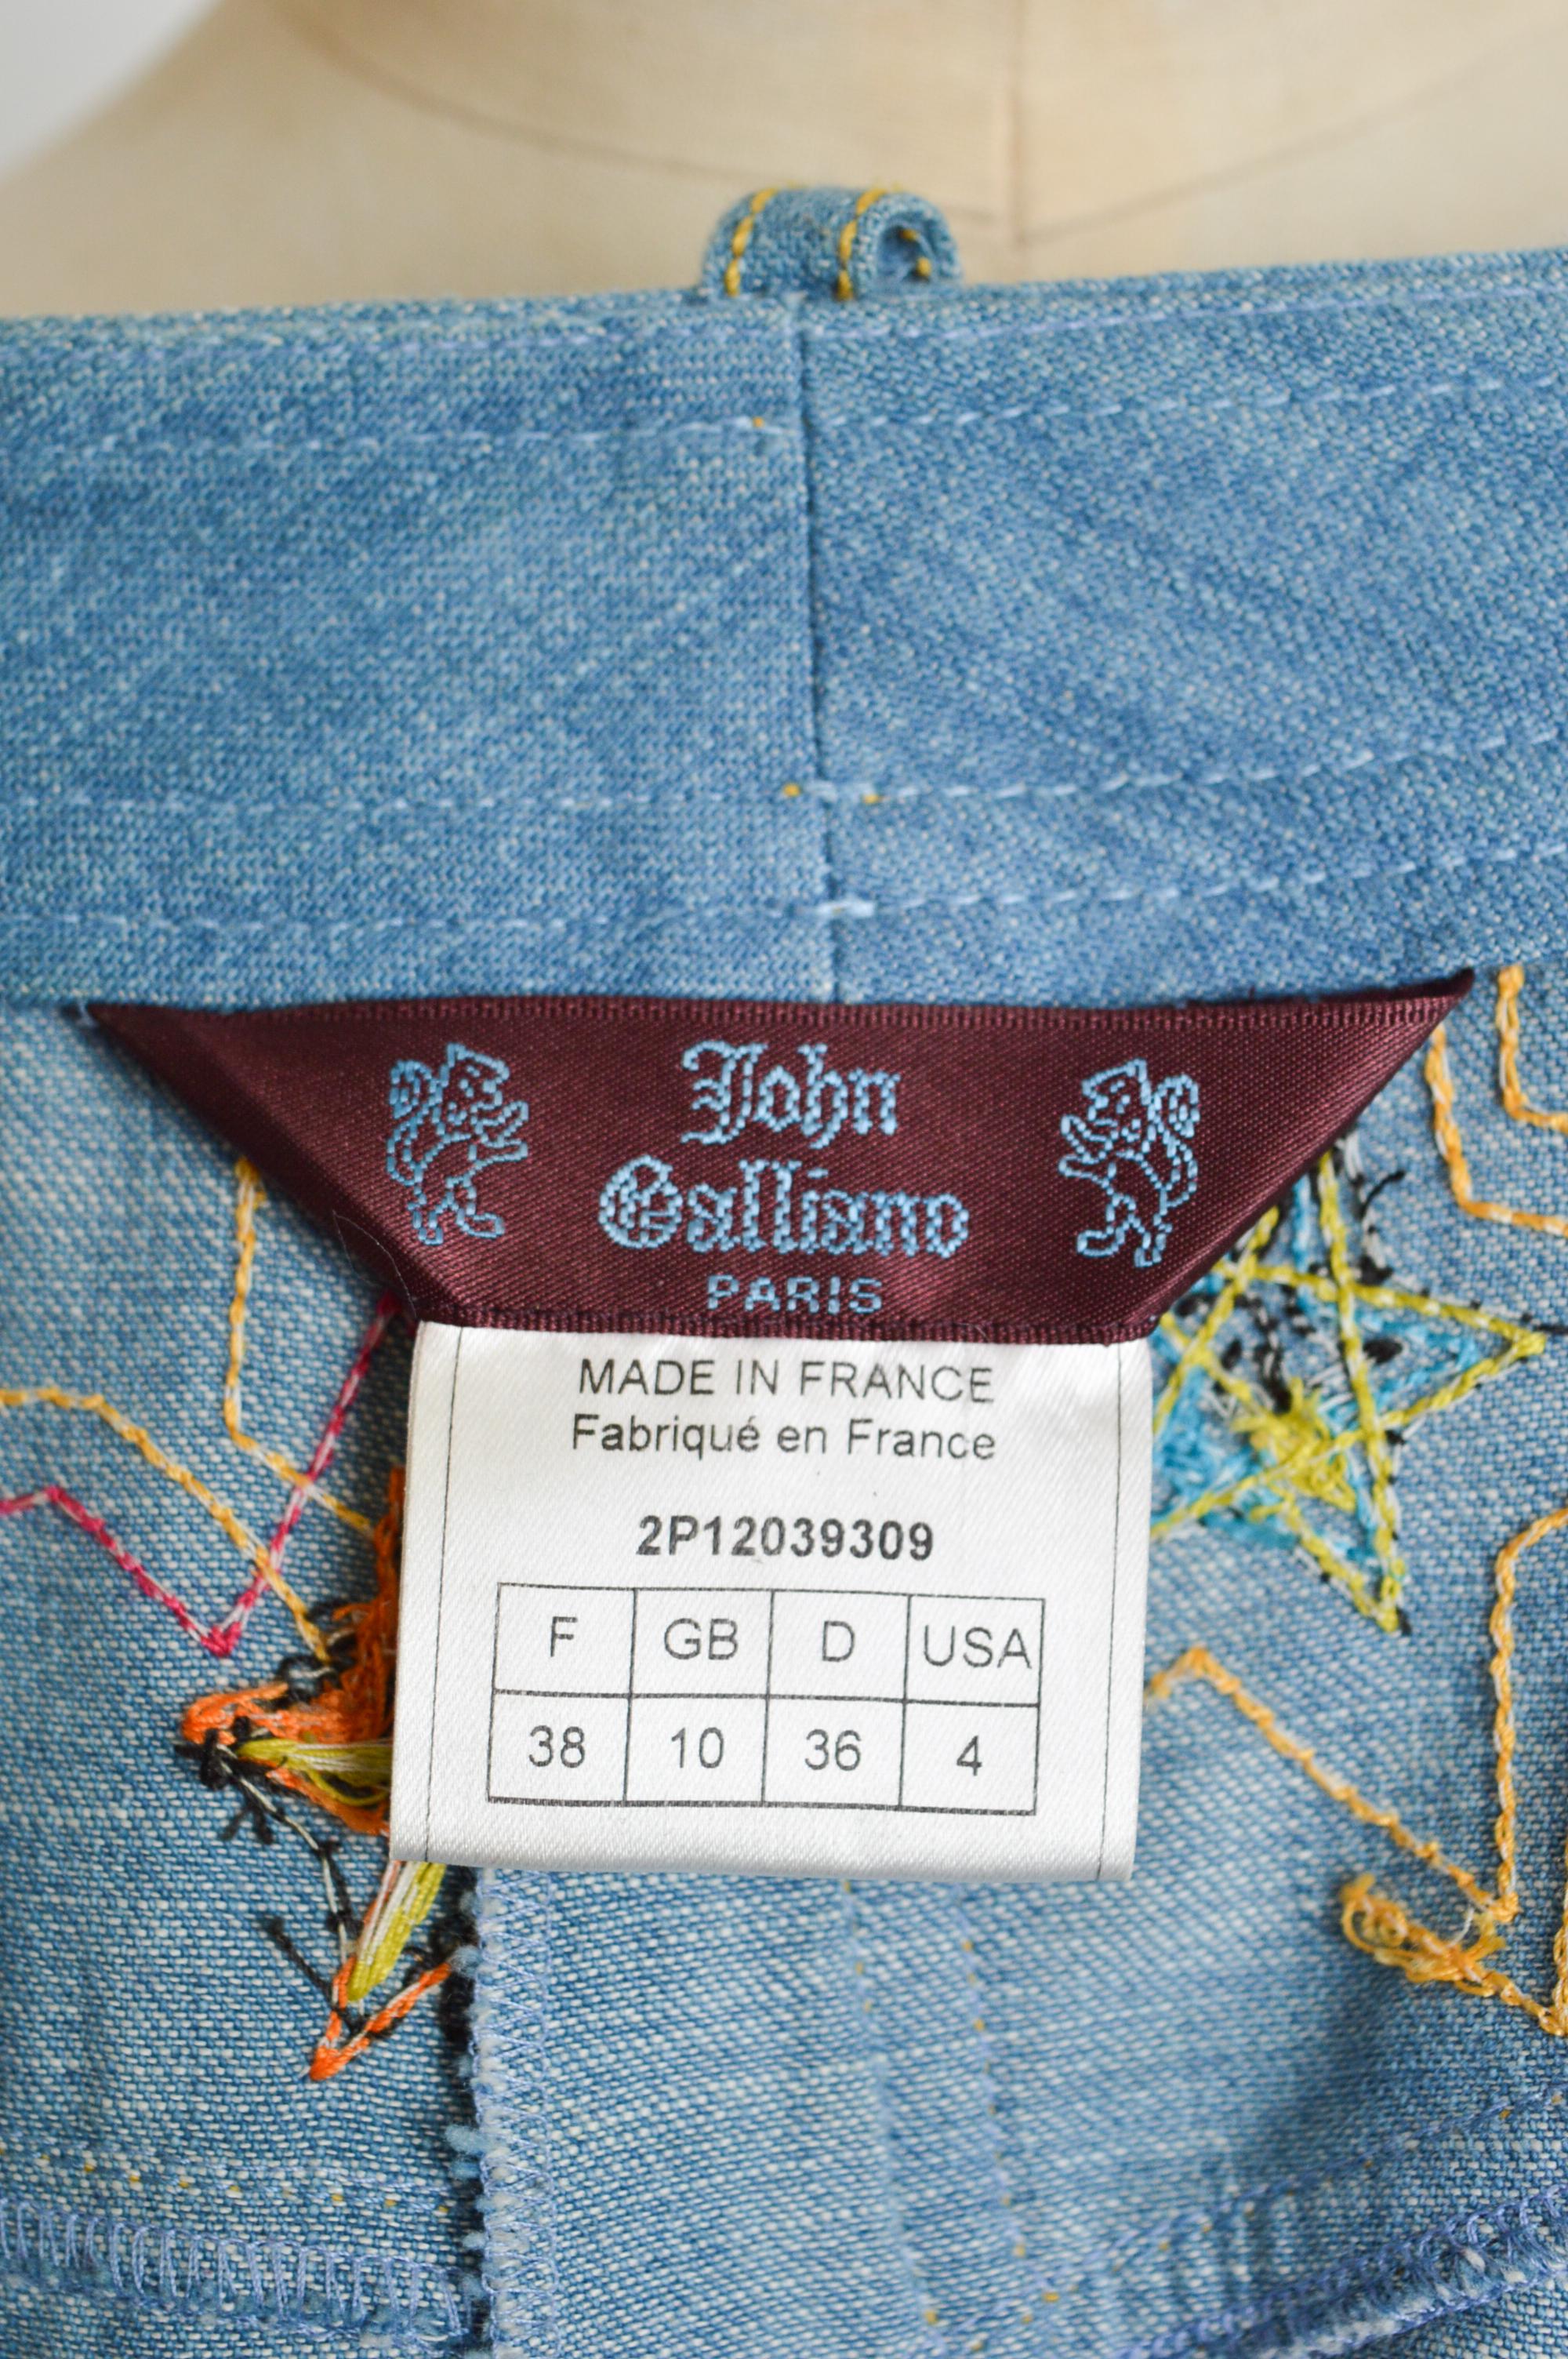 John
Galliano
PARIS
MADE IN FRANCE
Fabriqué en France
2P12039309
F GB D USA
38 10 36 4